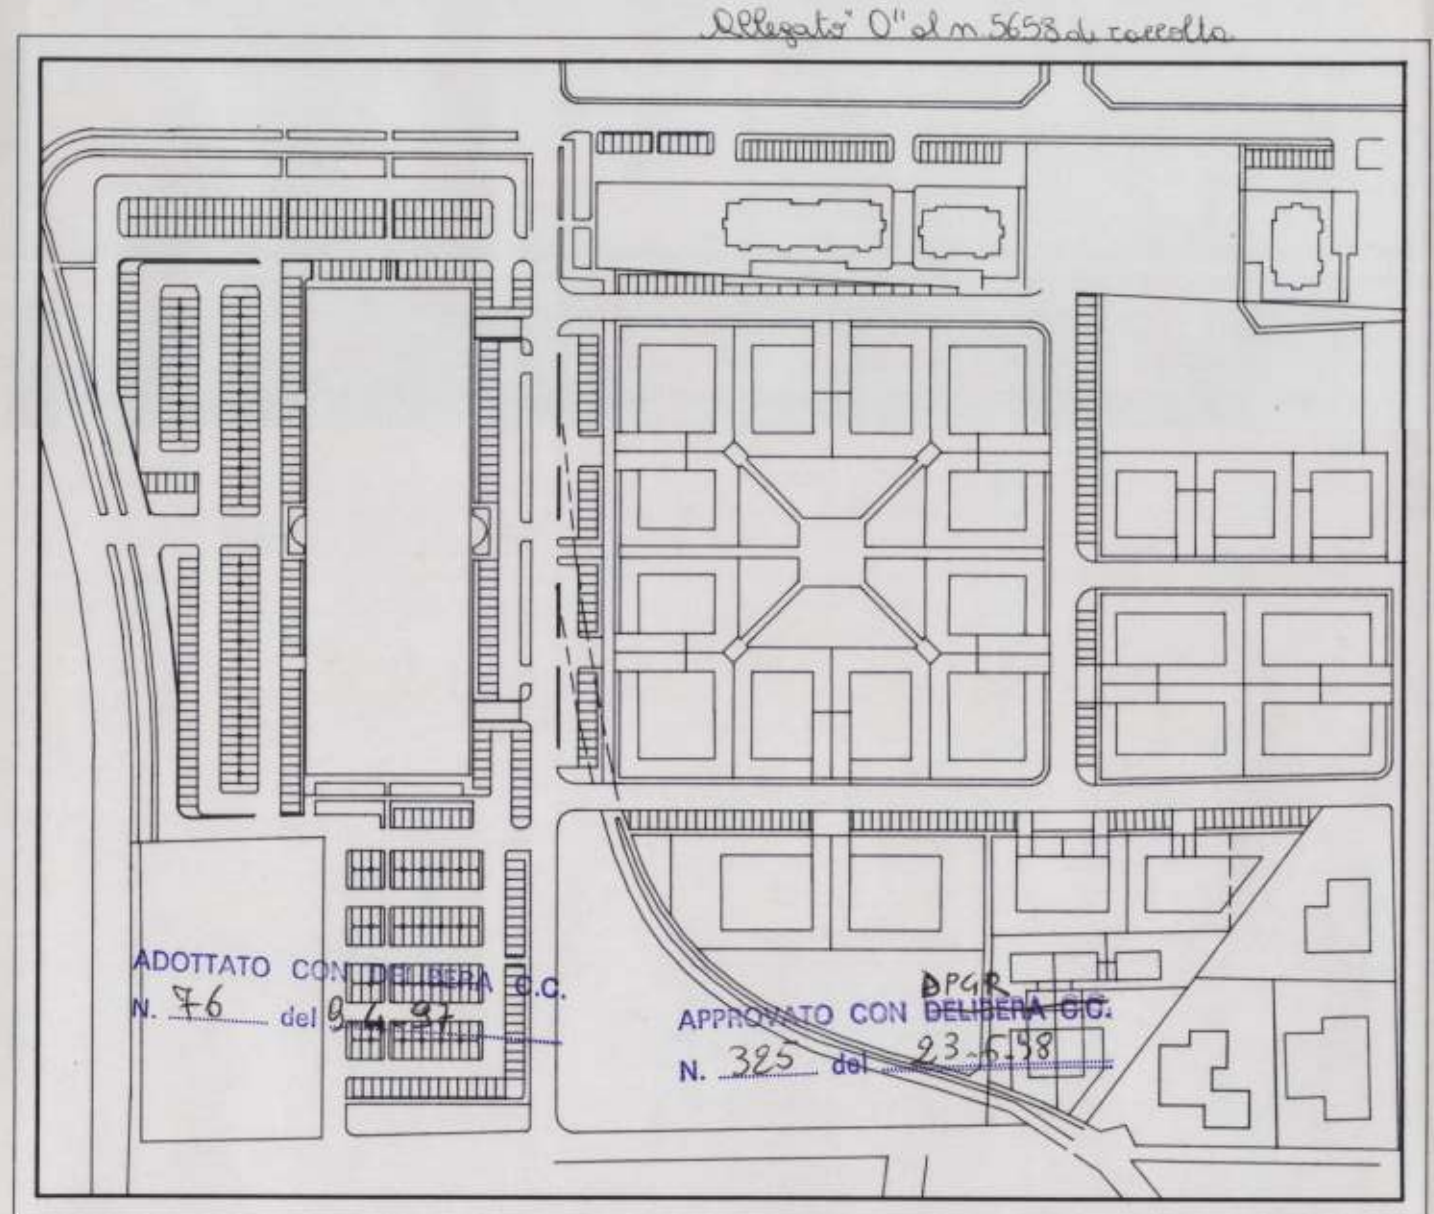 Allegato "O" al n. 5653 di raccolta
ADOTTATO CON DELIBERA C.C.
N. 76 del 9-4-97
DPGR
APPROVATO CON DELIBERA C.C.
N. 325 del 23-6-98